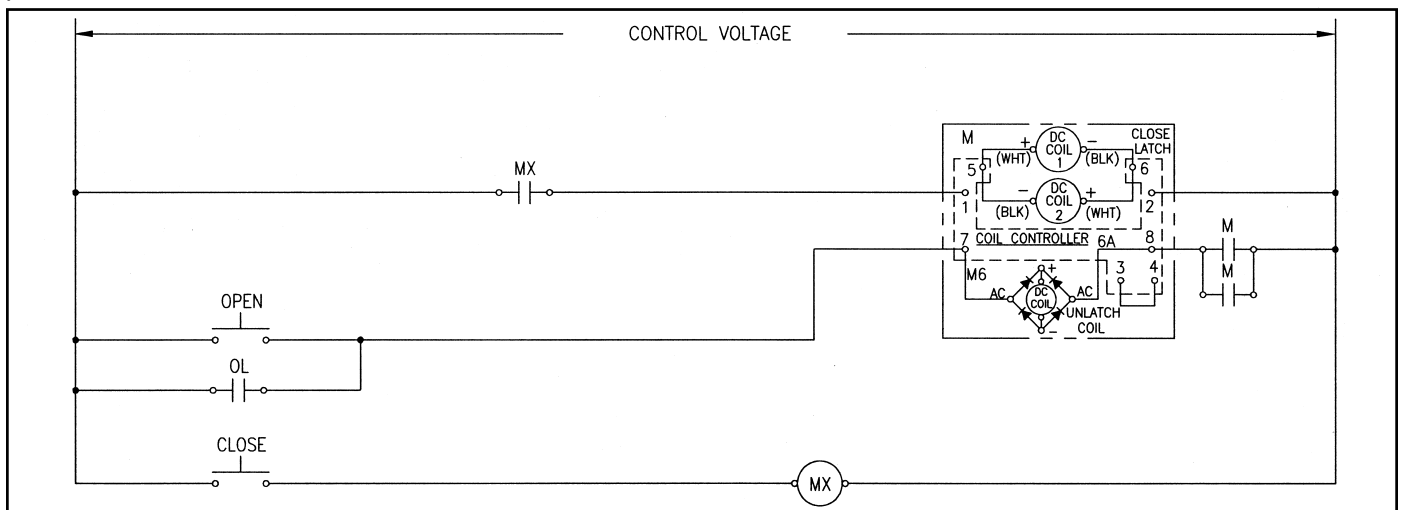 CONTROL VOLTAGE
M
+
DC
COIL
1
-
CLOSE
LATCH
(WHT)
(BLK)
5
6
MX
-
DC
COIL
2
+
1
(BLK)
(WHT)
2
7
COIL CONTROLLER
6A
8
M
M6
3
4
M
+
AC
DC
COIL
AC
-
UNLATCH
COIL
OPEN
OL
CLOSE
MX